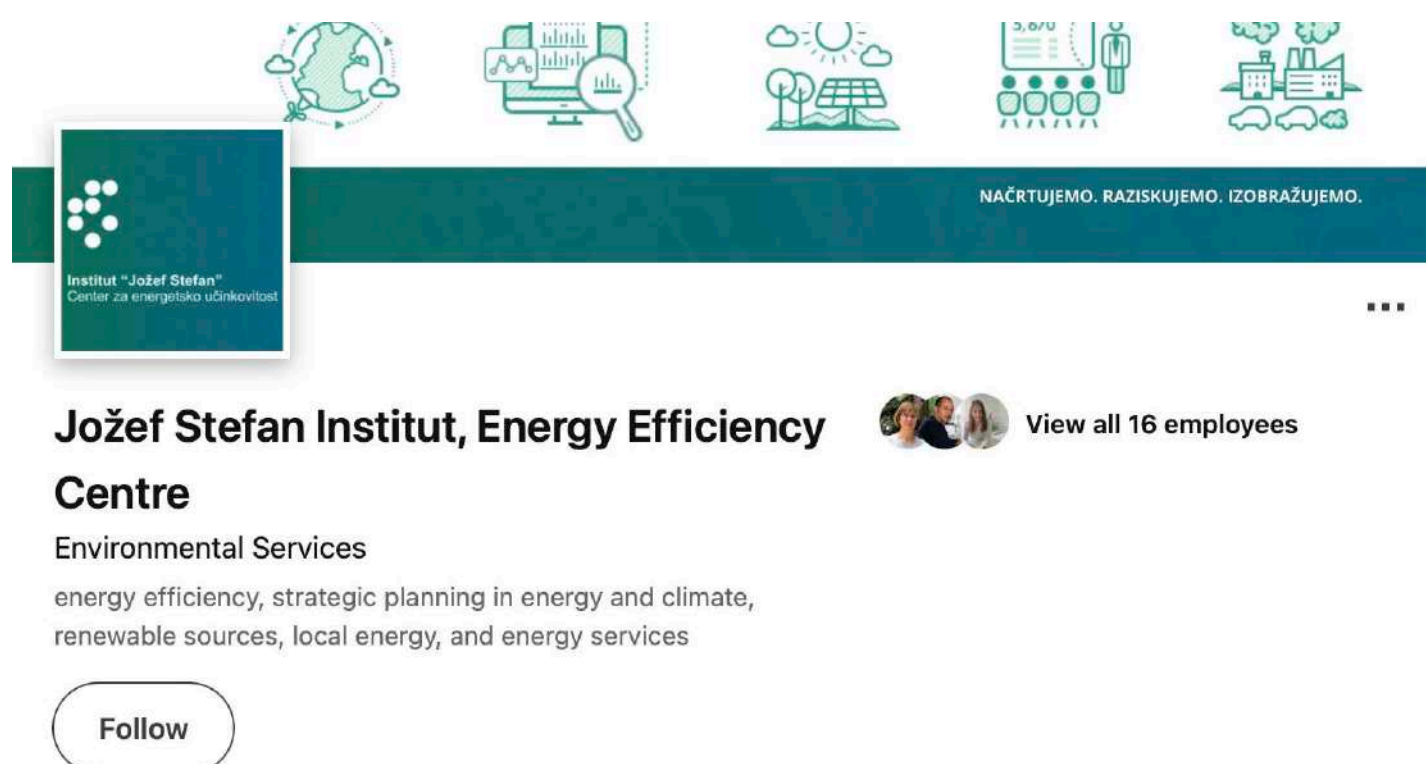 5,670
NAČRTUJEMO. RAZISKUJEMO. IZOBRAŽUJEMO.
Institut "Jožef Stefan"
Center za energetsko učinkovitost
...
Jožef Stefan Institut, Energy Efficiency
Centre
View all 16 employees
Environmental Services
energy efficiency, strategic planning in energy and climate,
renewable sources, local energy, and energy services
Follow